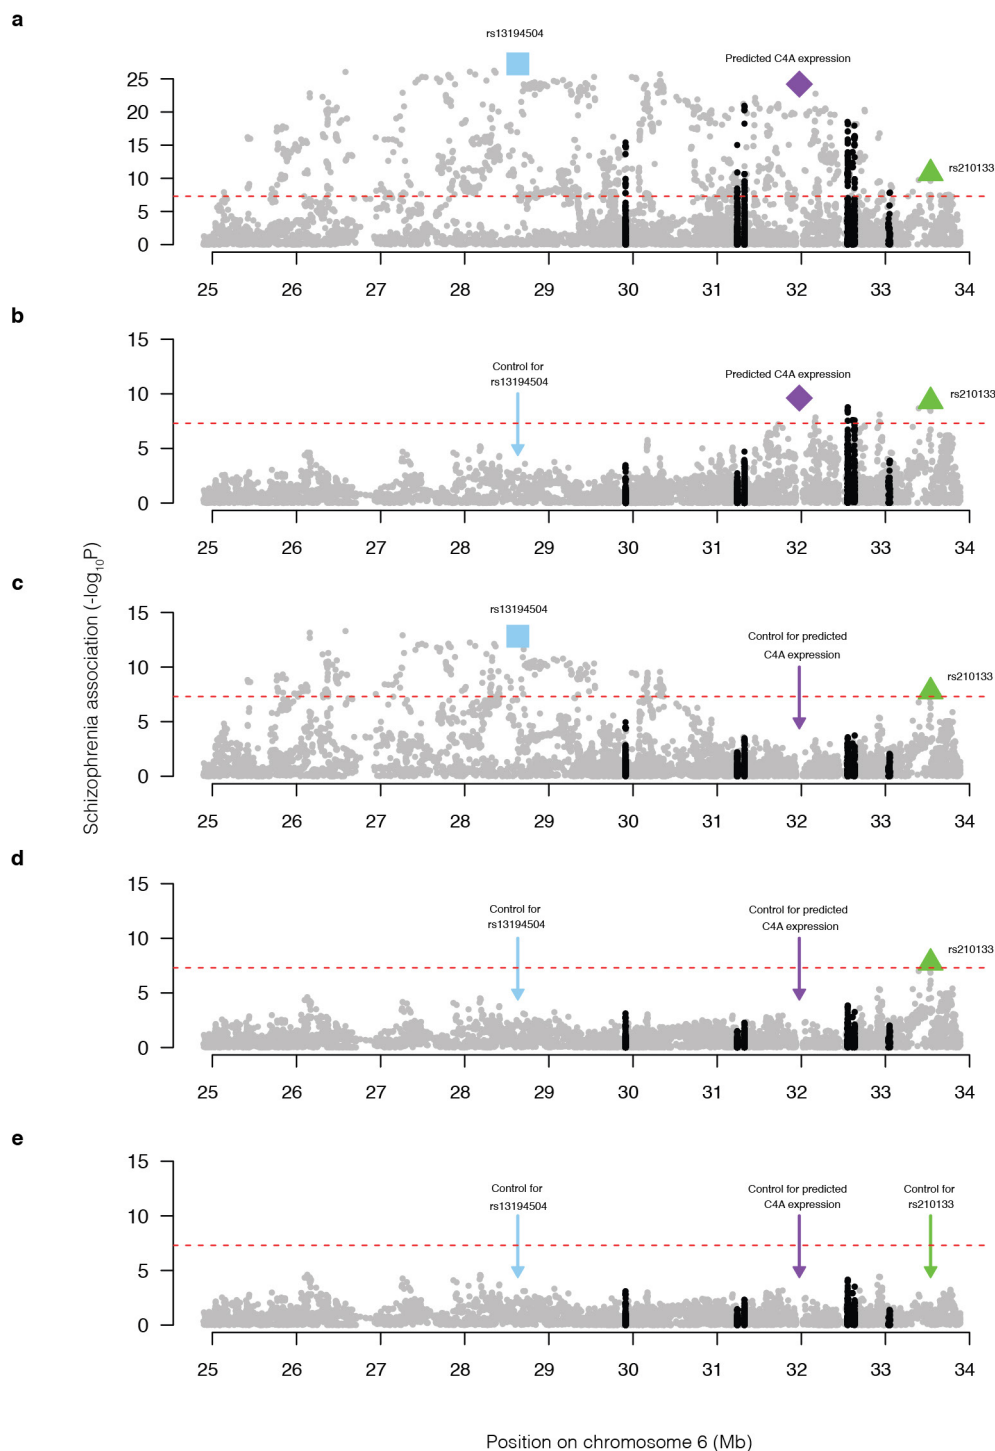 a
rs13194504
Predicted C4A expression
rs210133
25
20
15
10
5
0
25 26 27 28 29 30 31 32 33 34
b
Control for
rs13194504
Predicted C4A expression
rs210133
15
10
5
0
25 26 27 28 29 30 31 32 33 34
Schizophrenia association (-log10P)
c
rs13194504
Control for predicted
C4A expression
rs210133
15
10
5
0
25 26 27 28 29 30 31 32 33 34
d
Control for
rs13194504
Control for predicted
C4A expression
rs210133
15
10
5
0
25 26 27 28 29 30 31 32 33 34
e
Control for
rs13194504
Control for predicted
C4A expression
Control for
rs210133
15
10
5
0
25 26 27 28 29 30 31 32 33 34
Position on chromosome 6 (Mb)